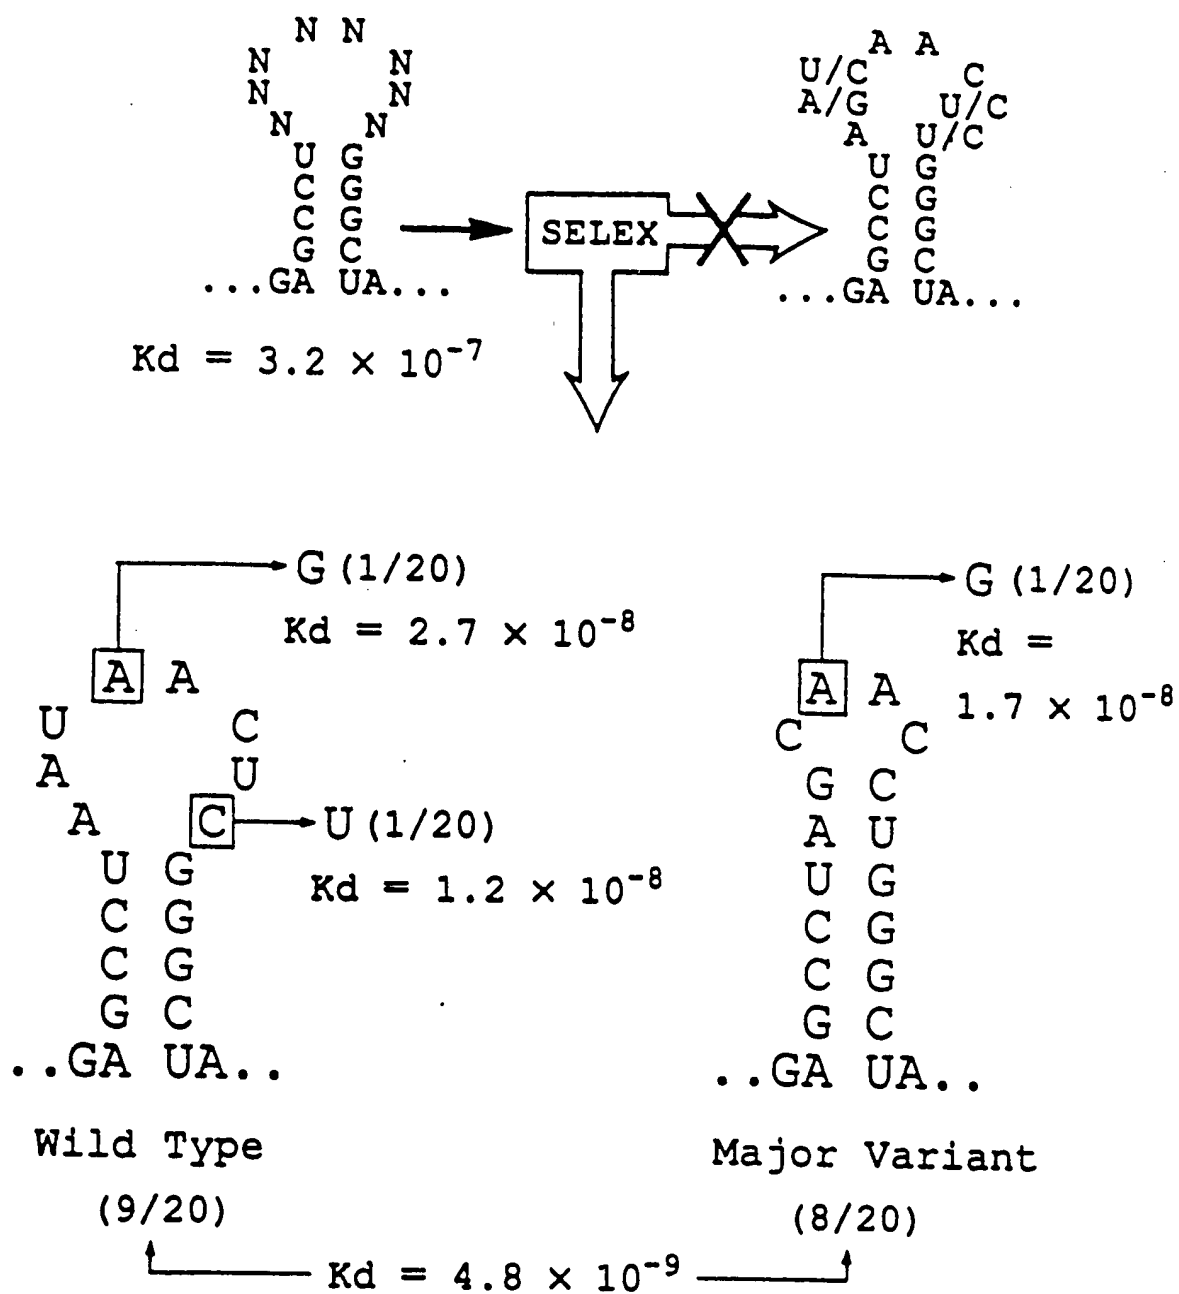 N N
N N
N N
N N
U G
C G
C G
G C
...GA UA...
Kd = 3.2 × 10⁻⁷
SELEX
A A
U/C C
A/G U/C
A U/C
U G
C G
C G
G C
...GA UA...
G (1/20)
Kd = 2.7 × 10⁻⁸
A A
U C
A U
A C → U (1/20)
U G
Kd = 1.2 × 10⁻⁸
C G
C G
G C
..GA UA..
Wild Type
(9/20)
G (1/20)
Kd =
1.7 × 10⁻⁸
A A
C C
G C
A U
U G
C G
C G
G C
..GA UA..
Major Variant
(8/20)
Kd = 4.8 × 10⁻⁹